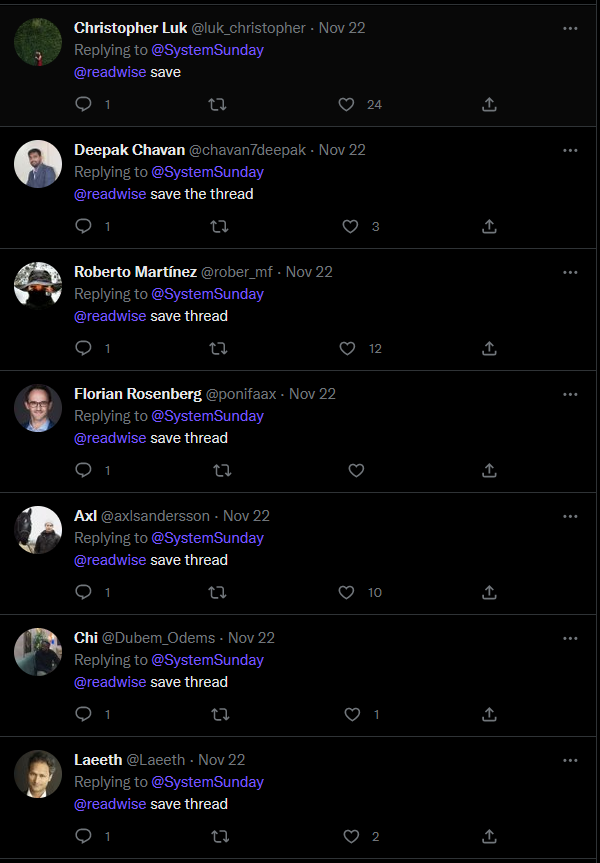 Christopher Luk @luk_christopher · Nov 22
Replying to @SystemSunday
@readwise save
1 24
Deepak Chavan @chavan7deepak · Nov 22
Replying to @SystemSunday
@readwise save the thread
1 3
Roberto Martínez @rober_mf · Nov 22
Replying to @SystemSunday
@readwise save thread
1 12
Florian Rosenberg @ponifaax · Nov 22
Replying to @SystemSunday
@readwise save thread
1
Axl @axlsandersson · Nov 22
Replying to @SystemSunday
@readwise save thread
1 10
Chi @Dubem_Odems · Nov 22
Replying to @SystemSunday
@readwise save thread
1 1
Laeeth @Laeeth · Nov 22
Replying to @SystemSunday
@readwise save thread
1 2